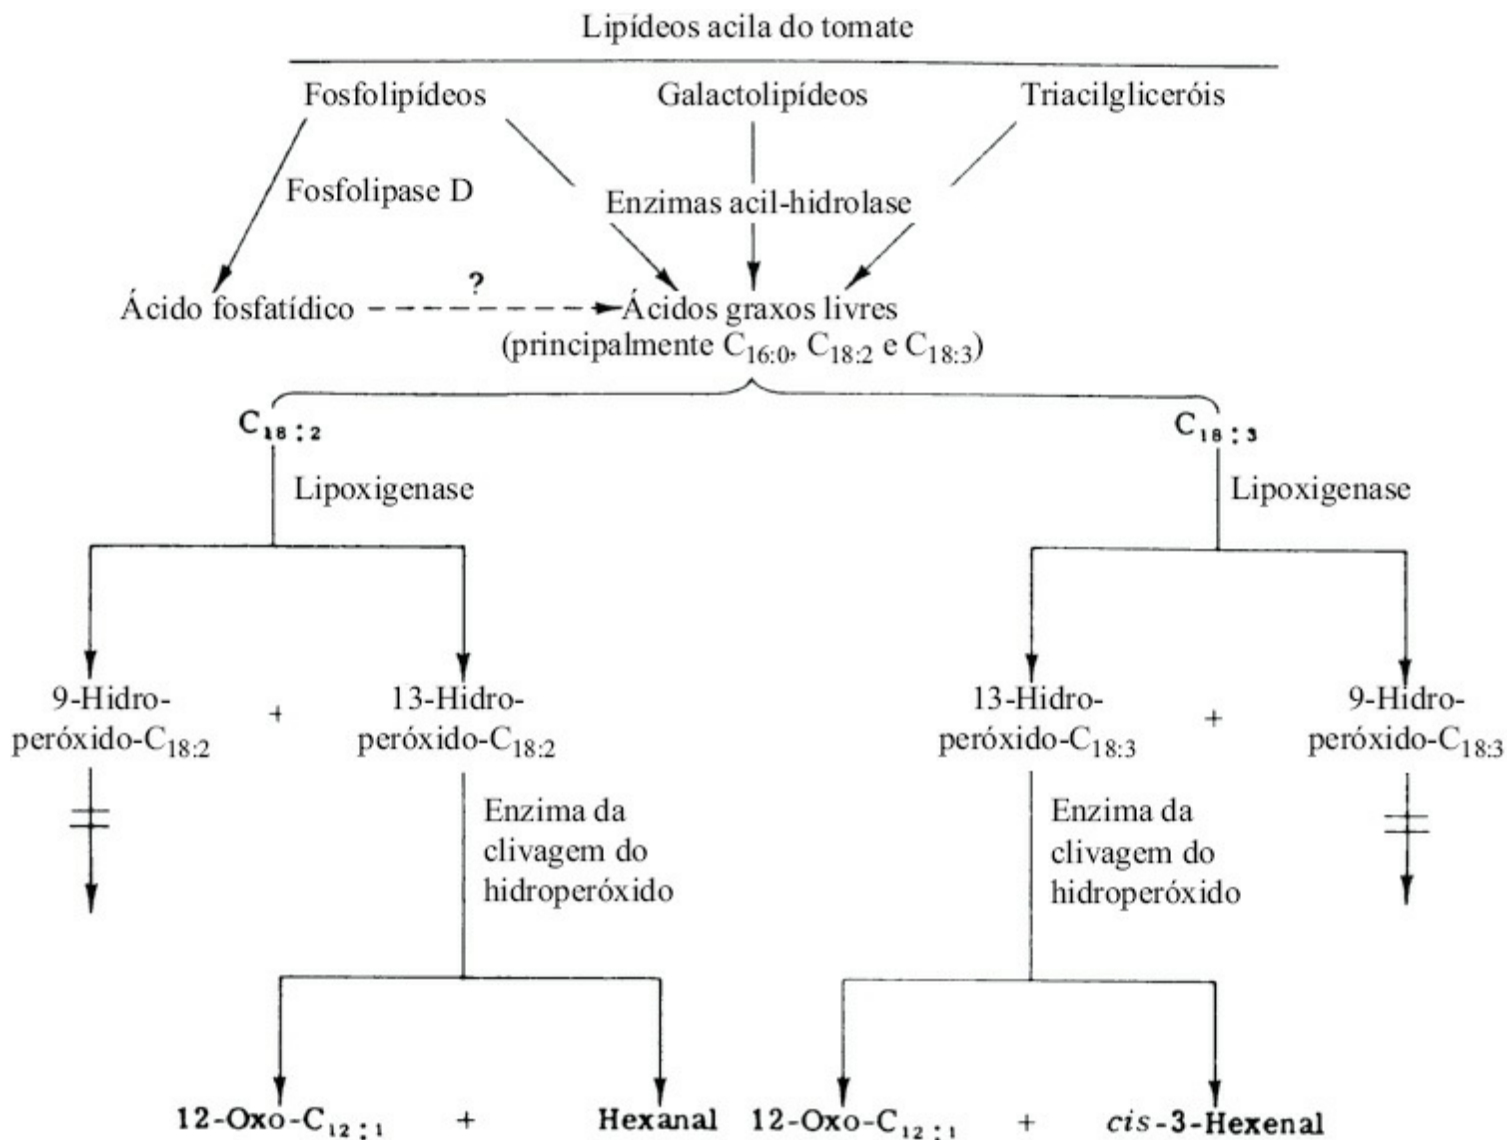 Lipídeos acila do tomate
Fosfolipídeos Galactolipídeos Triacilgliceróis
Fosfolipase D
Enzimas acil-hidrolase
Ácido fosfatídico ? Ácidos graxos livres
(principalmente C16:0, C18:2 e C18:3)
C18:2 C18:3
Lipoxigenase Lipoxigenase
9-Hidro- 13-Hidro- 13-Hidro- 9-Hidro-
peróxido-C18:2 + peróxido-C18:2 peróxido-C18:3 + peróxido-C18:3
Enzima da Enzima da
clivagem do clivagem do
hidroperóxido hidroperóxido
12-Oxo-C12:1 + Hexanal 12-Oxo-C12:1 + cis-3-Hexenal